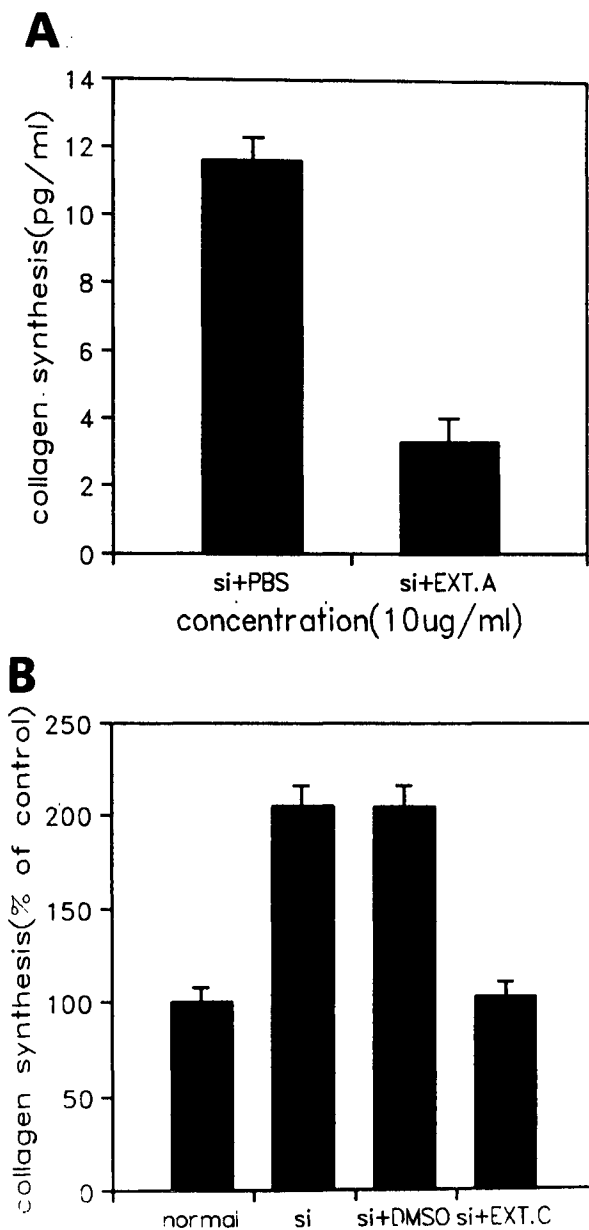 A
collagen synthesis(pg/ml)
14
12
10
8
6
4
2
0
si+PBS si+EXT.A
concentration(10ug/ml)
B
collagen synthesis(% of control)
250
200
150
100
50
0
normal si si+DMSO si+EXT.C